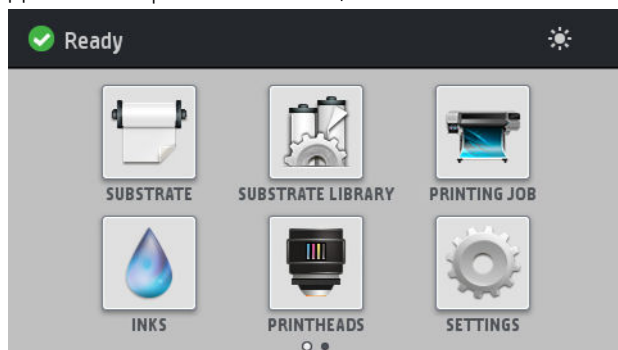 Ready
SUBSTRATE SUBSTRATE LIBRARY PRINTING JOB
INKS PRINTHEADS SETTINGS